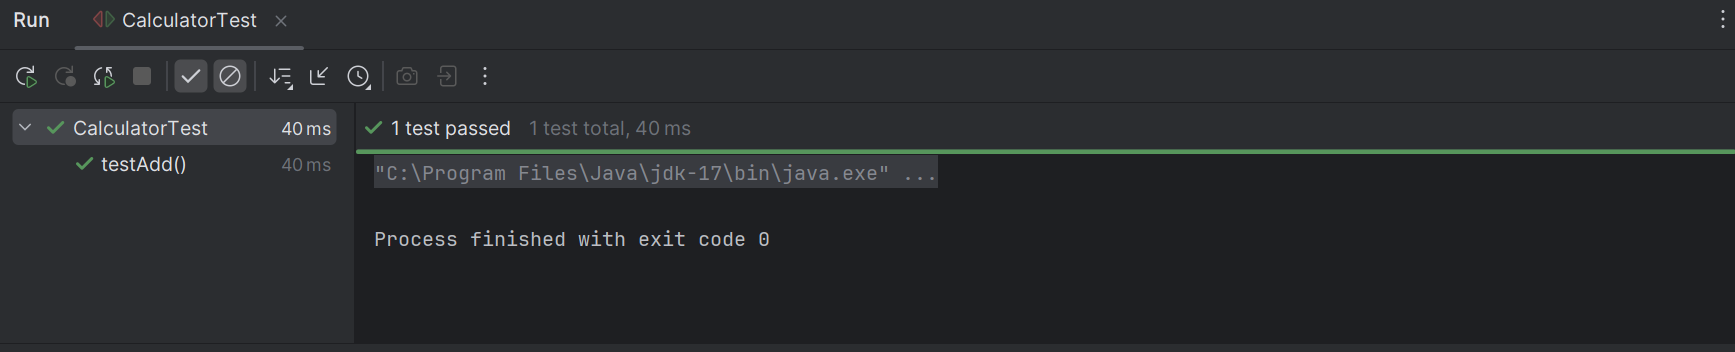 Run CalculatorTest
CalculatorTest 40 ms
testAdd() 40 ms
1 test passed 1 test total, 40 ms
"C:\Program Files\Java\jdk-17\bin\java.exe" ...
Process finished with exit code 0